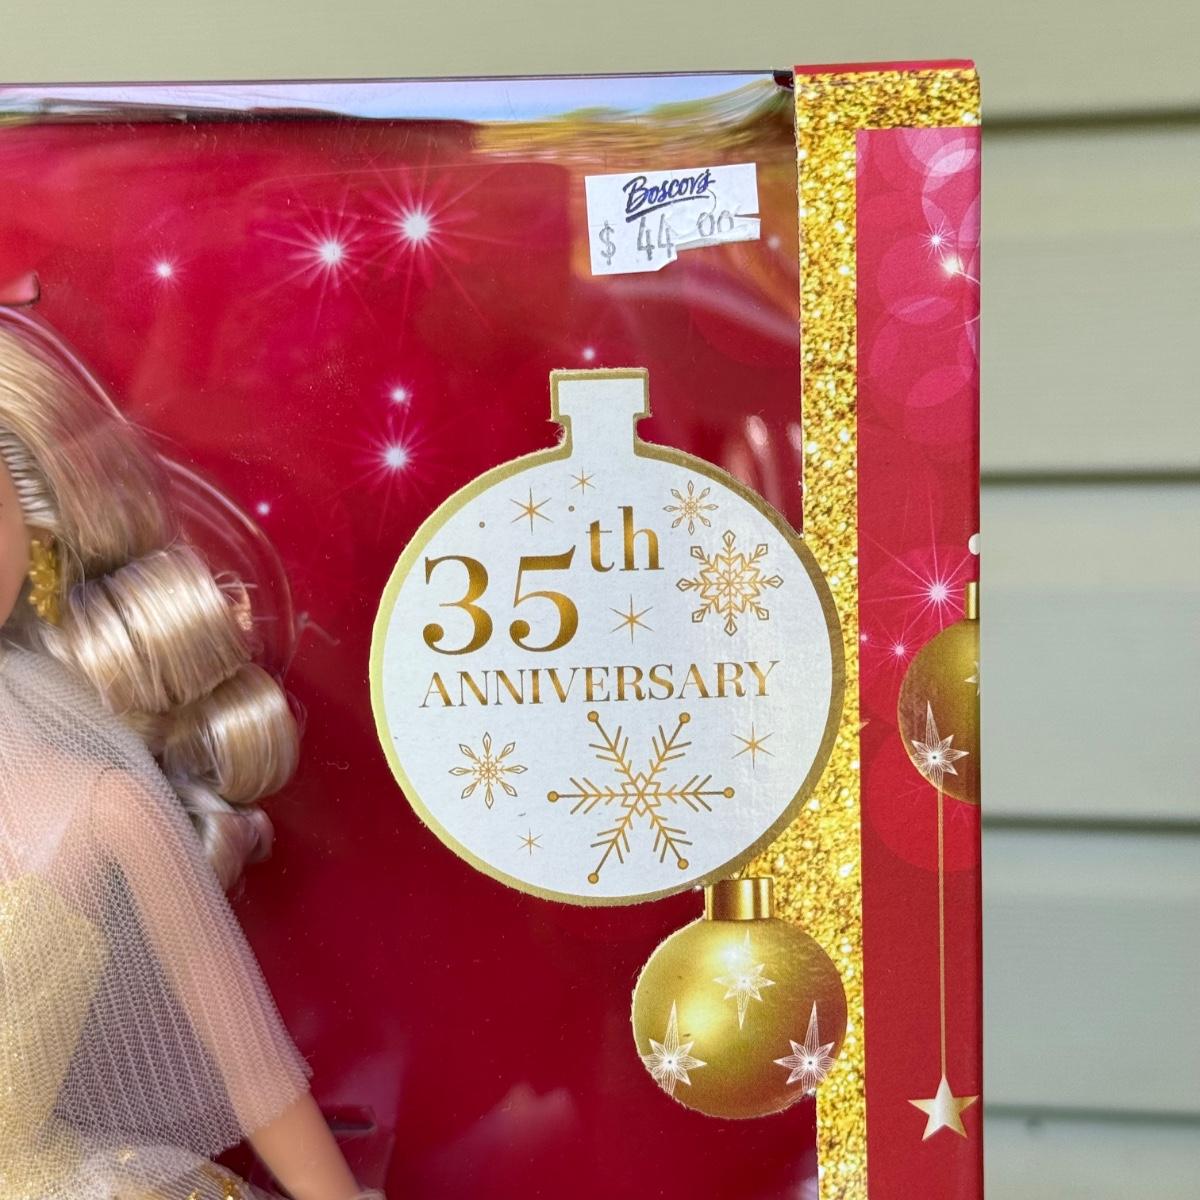 Boscov's
$ 44 00
35th
ANNIVERSARY